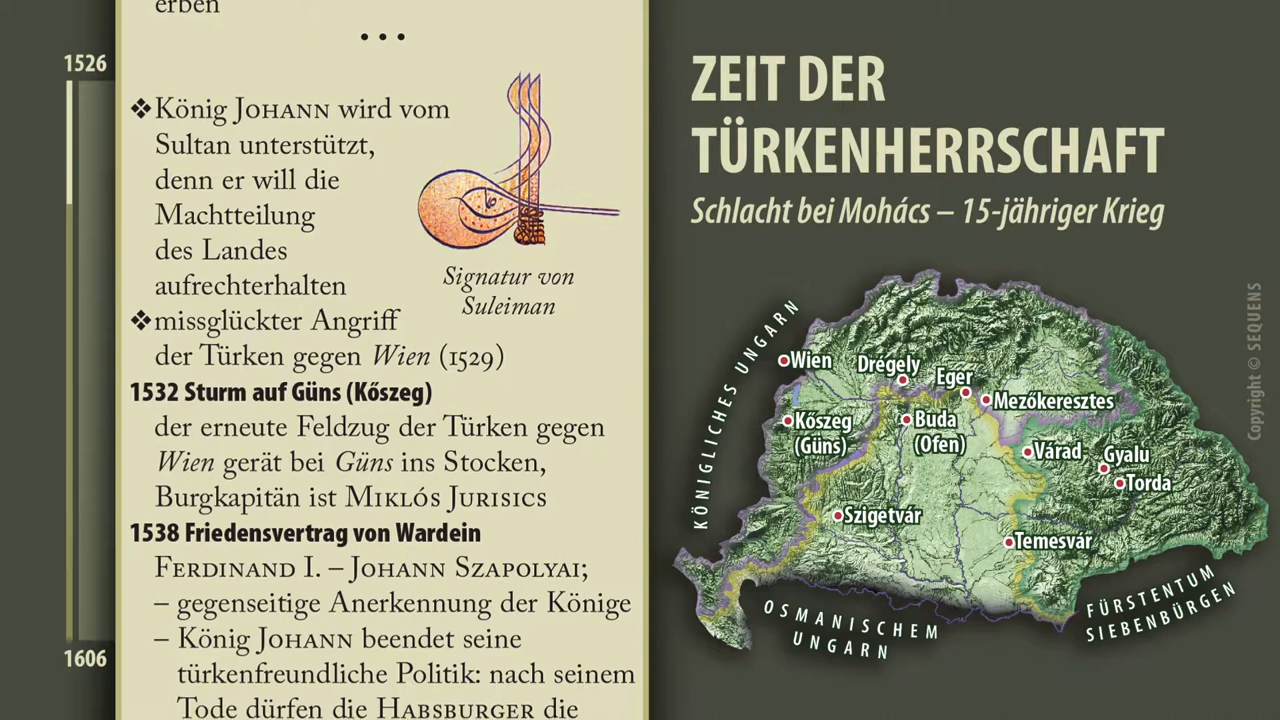 erben
• • •
1526
❖König JOHANN wird vom
Sultan unterstützt,
denn er will die
Machtteilung
des Landes
aufrechterhalten
Signatur von
Suleiman
❖missglückter Angriff
der Türken gegen Wien (1529)
1532 Sturm auf Güns (Kőszeg)
der erneute Feldzug der Türken gegen
Wien gerät bei Güns ins Stocken,
Burgkapitän ist MIKLÓS JURISICS
1538 Friedensvertrag von Wardein
FERDINAND I. – JOHANN SZAPOLYAI;
– gegenseitige Anerkennung der Könige
– König JOHANN beendet seine
türkenfreundliche Politik: nach seinem
Tode dürfen die HABSBURGER die
1606
ZEIT DER
TÜRKENHERRSCHAFT
Schlacht bei Mohács – 15-jähriger Krieg
KÖNIGLICHES UNGARN
Wien
Drégely
Eger
Mezőkeresztes
Kőszeg
(Güns)
Buda
(Ofen)
Várad
Gyalu
Torda
Szigetvár
Temesvár
OSMANISCHEM
UNGARN
FÜRSTENTUM
SIEBENBÜRGEN
Copyright © SEQUENS